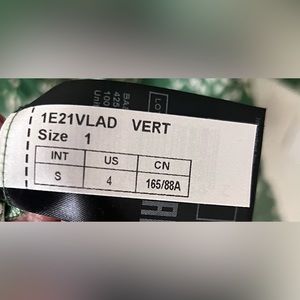 1E21VLAD VERT
Size 1
INT US CN
S 4 165/88A